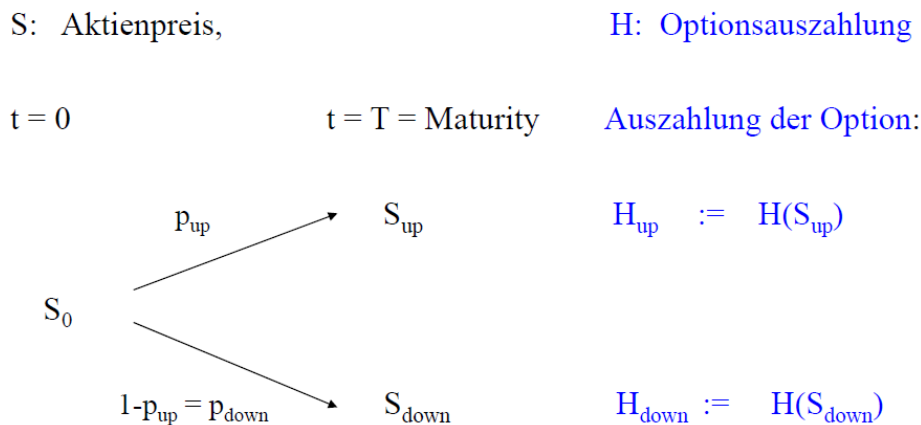 S: Aktienpreis, H: Optionsauszahlung
t = 0 t = T = Maturity Auszahlung der Option:
p_up S_up H_up := H(S_up)
S_0
1-p_up = p_down S_down H_down := H(S_down)